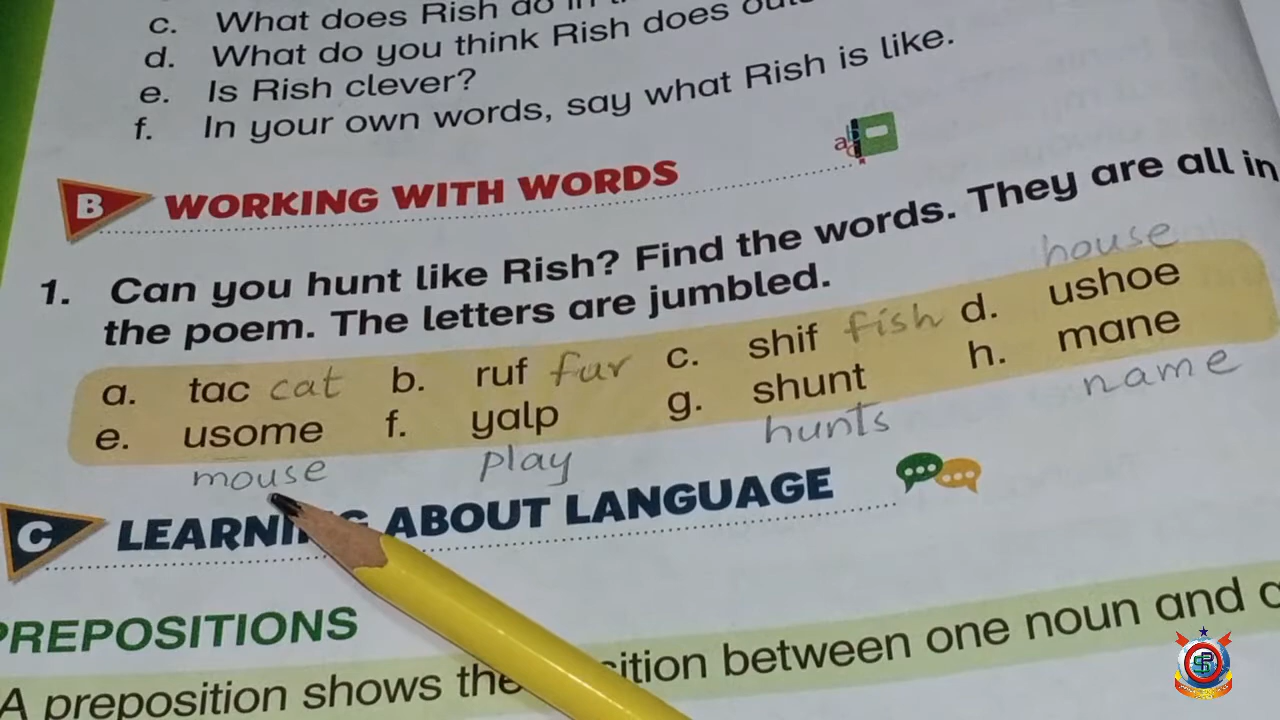 c. What does Rish do in
d. What do you think Rish does
e. Is Rish clever?
f. In your own words, say what Rish is like.
B WORKING WITH WORDS
1. Can you hunt like Rish? Find the words. They are all in
the poem. The letters are jumbled.
house
a. tac cat b. ruf fur c. shif fish d. ushoe
e. usome f. yalp g. shunt h. mane
mouse play hunts name
C LEARNING ABOUT LANGUAGE
PREPOSITIONS
A preposition shows the between one noun and